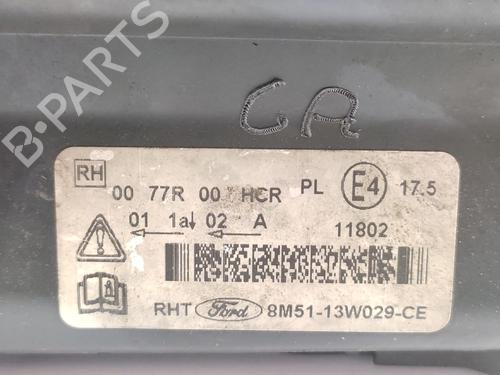 B-PARTS
CA
RH
00 77R 00 HCR PL E4 17.5
01 1a 02 A 11802
RHT Ford 8M51-13W029-CE